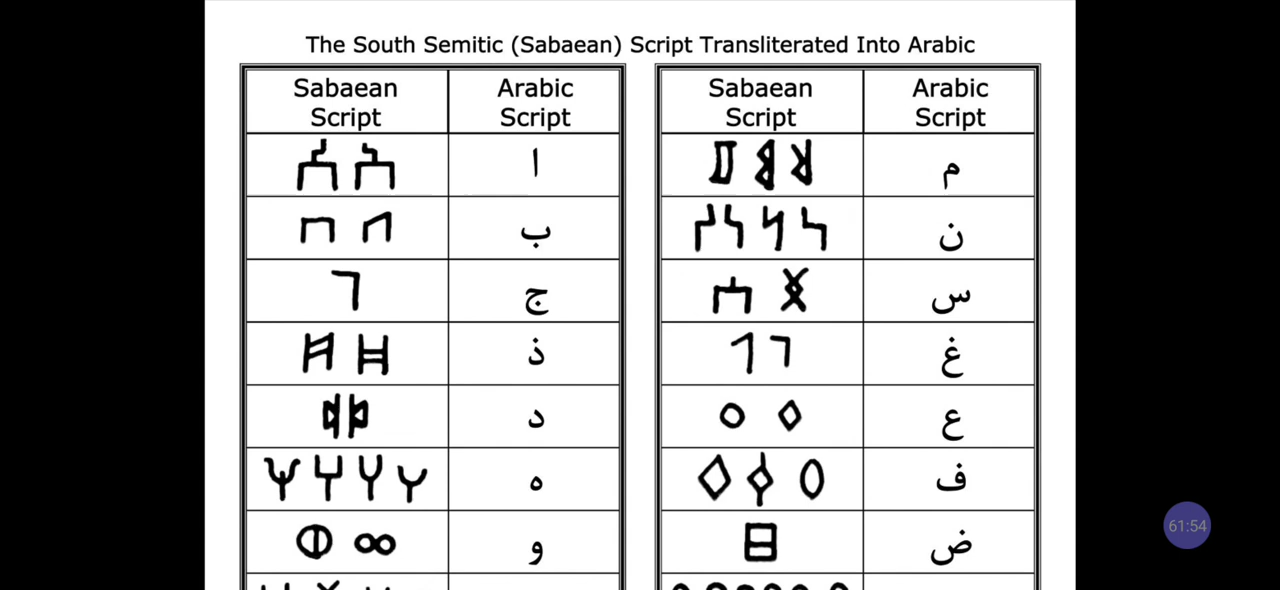 The South Semitic (Sabaean) Script Transliterated Into Arabic
Sabaean Script
Arabic Script
Sabaean Script
Arabic Script
𐩱 𐩱 ا
𐩨 𐩨 ب
𐩴 ج
𐩹 𐩹 ذ
𐩵 𐩵 د
𐩠 𐩠 𐩠 𐩠 ه
𐩥 𐩥 و
𐩣 𐩣 𐩣 م
𐩬 𐩬 𐩬 𐩬 ن
𐩪 𐩯 س
𐩶 𐩶 غ
𐩲 𐩲 ع
𐩰 𐩰 𐩰 ف
𐩳 ض
61:54